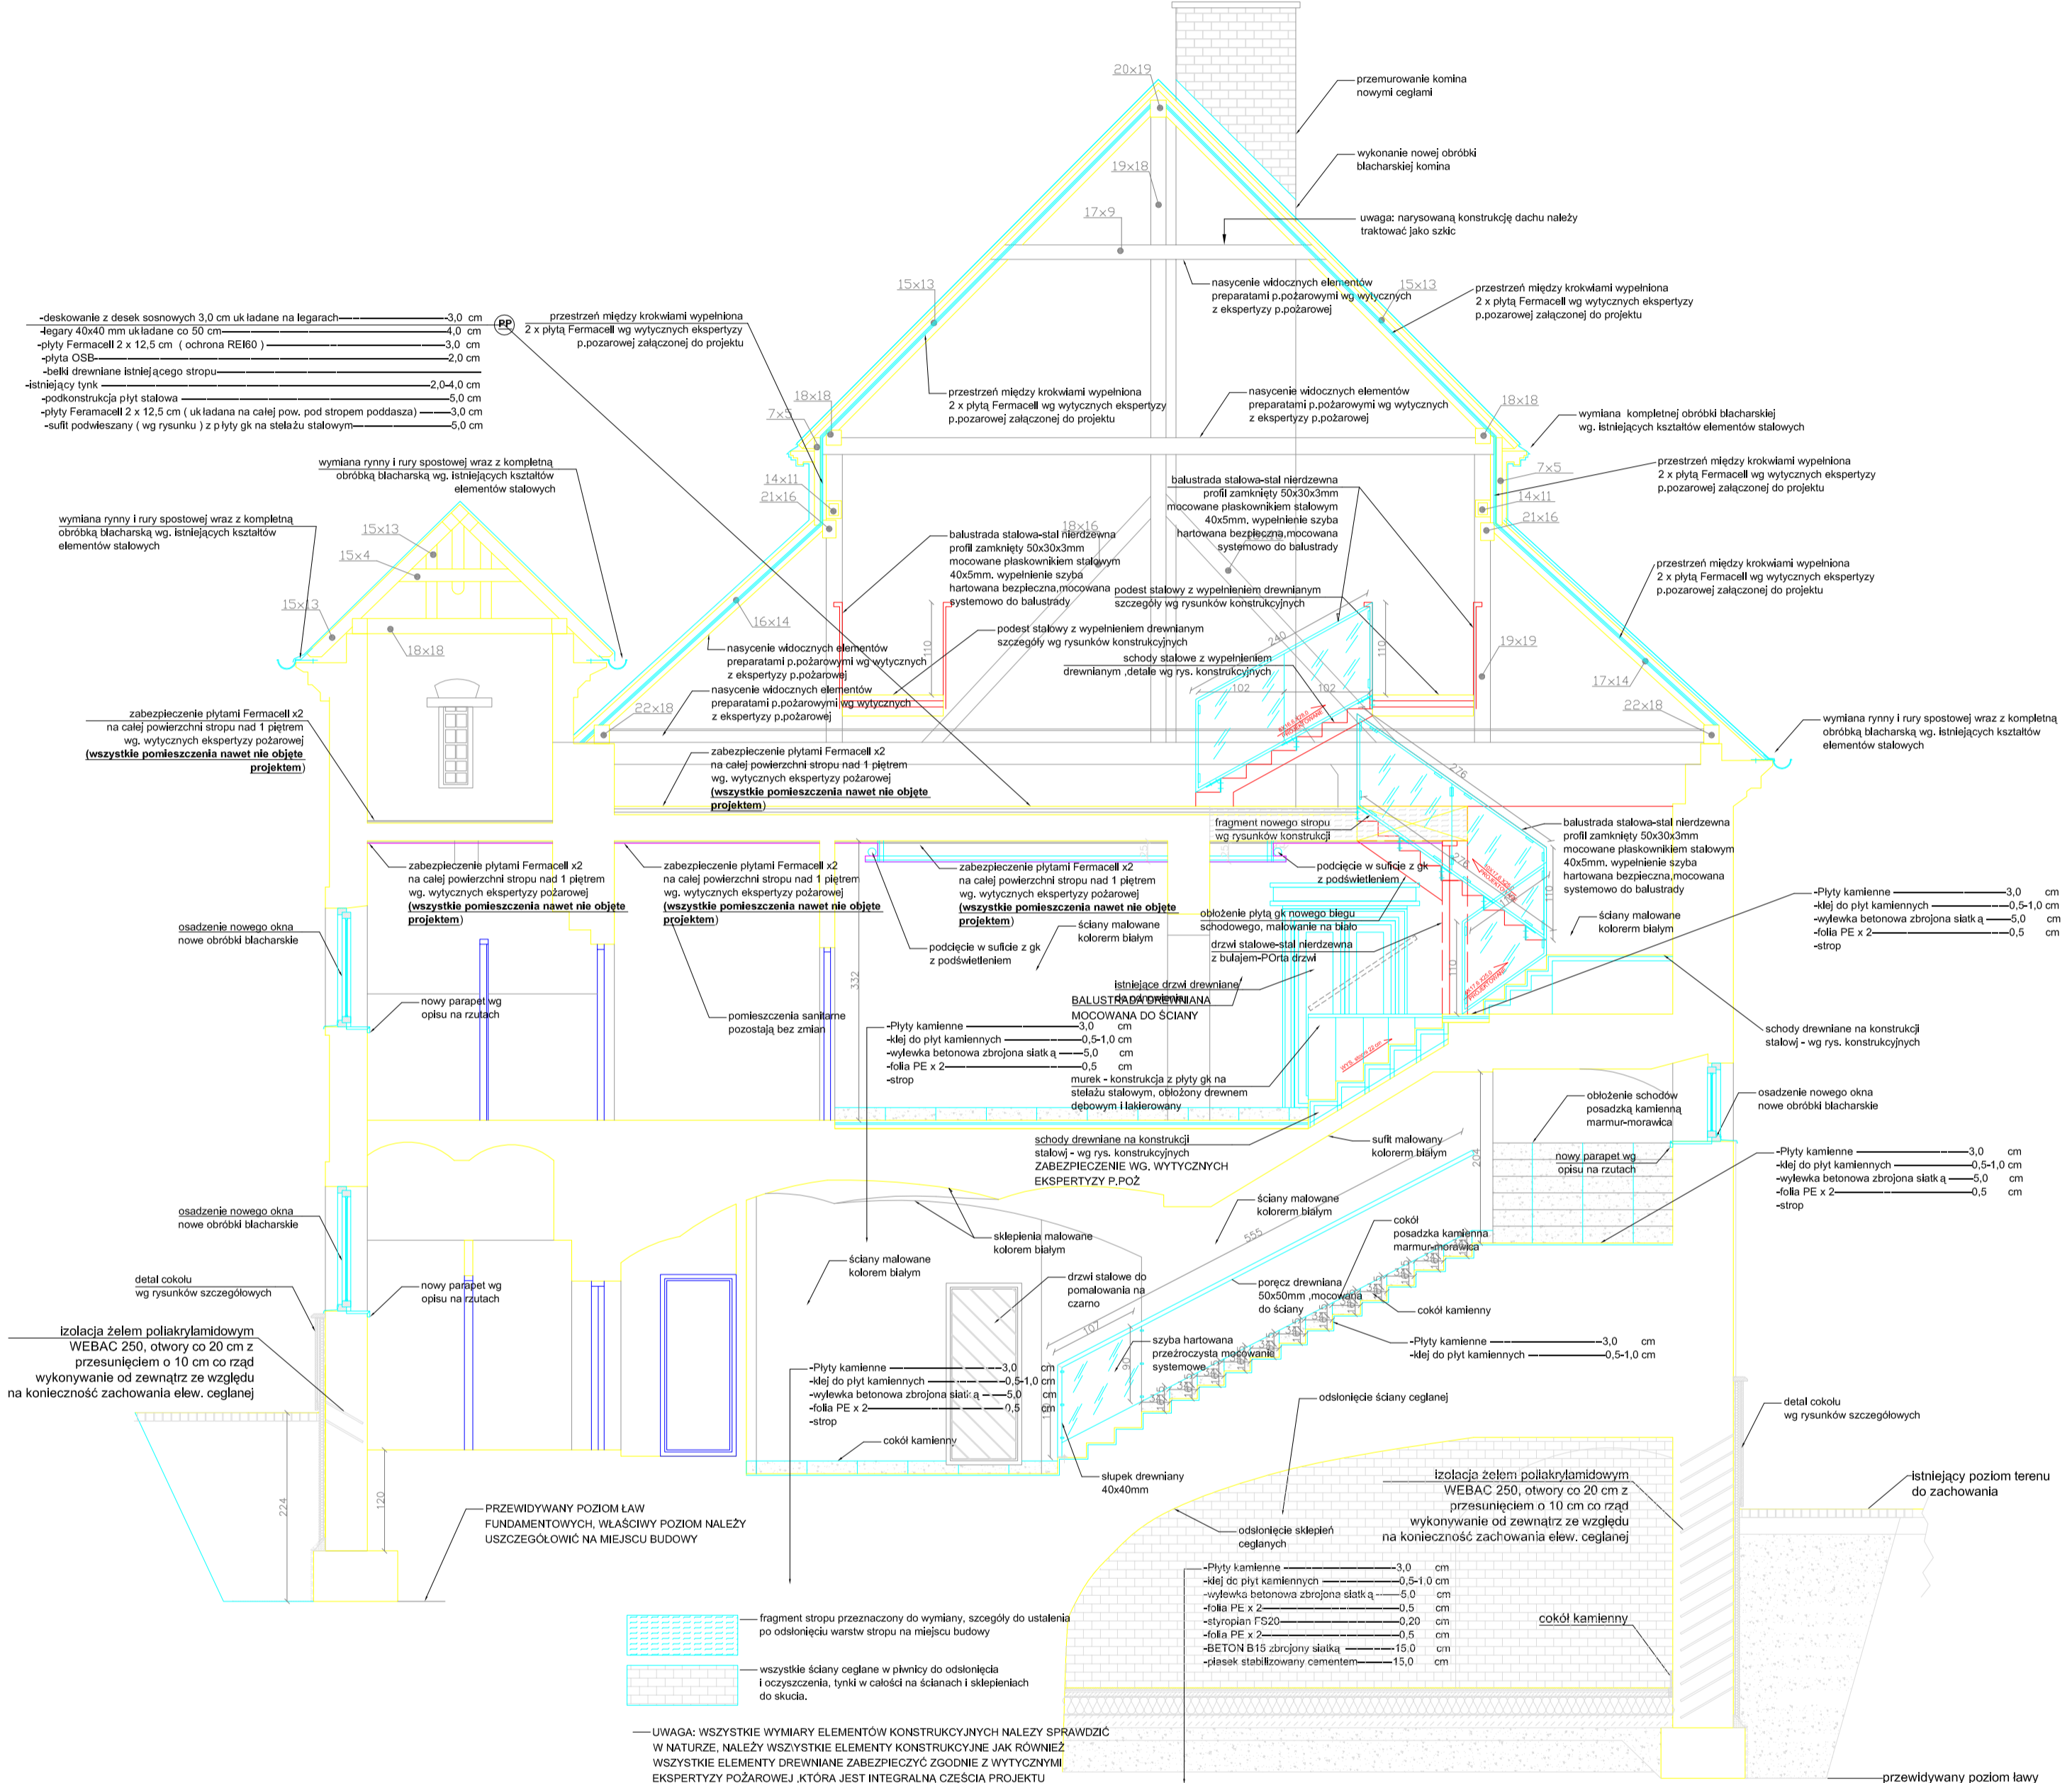 20x19
przemurowanie komina
nowymi cegłami
wykonanie nowej obróbki
blacharskiej komina
19x18
17x9
uwaga: narysowaną konstrukcję dachu należy
traktować jako szkic
nasycenie widocznych elementów
preparatami p.pożarowymi wg wytycznych
z ekspertyzy p.pożarowej
15x13
15x13
przestrzeń między krokwiami wypełniona
2 x płytą Fermacell wg wytycznych ekspertyzy
p.pozarowej załączonej do projektu
-deskowanie z desek sosnowych 3,0 cm układane na legarach 3,0 cm
-legary 40x40 mm układane co 50 cm 4,0 cm
-płyty Fermacell 2 x 12,5 cm ( ochrona REI60 ) 3,0 cm
-płyta OSB 2,0 cm
-belki drewniane istniejącego stropu
-istniejący tynk 2,0-4,0 cm
-podkonstrukcja płyt stalowa 5,0 cm
-płyty Feramacell 2 x 12,5 cm ( układana na całej pow. pod stropem poddasza) 3,0 cm
-sufit podwieszany ( wg rysunku ) z płyty gk na stelażu stalowym 5,0 cm
PP
przestrzeń między krokwiami wypełniona
2 x płytą Fermacell wg wytycznych ekspertyzy
p.pozarowej załączonej do projektu
przestrzeń między krokwiami wypełniona
2 x płytą Fermacell wg wytycznych ekspertyzy
p.pozarowej załączonej do projektu
nasycenie widocznych elementów
preparatami p.pożarowymi wg wytycznych
z ekspertyzy p.pożarowej
18x18
7x5
18x18
wymiana kompletnej obróbki blacharskiej
wg. istniejących kształtów elementów stalowych
wymiana rynny i rury spostowej wraz z kompletną
obróbką blacharską wg. istniejących kształtów
elementów stalowych
14x11
21x16
7x5
14x11
21x16
przestrzeń między krokwiami wypełniona
2 x płytą Fermacell wg wytycznych ekspertyzy
p.pozarowej załączonej do projektu
balustrada stalowa-stal nierdzewna
profil zamknięty 50x30x3mm
mocowane płaskownikiem stalowym
40x5mm. wypełnienie szyba
hartowana bezpieczna,mocowana
systemowo do balustrady
wymiana rynny i rury spostowej wraz z kompletną
obróbką blacharską wg. istniejących kształtów
elementów stalowych
15x13
15x4
15x13
18x18
balustrada stalowa-stal nierdzewna
profil zamknięty 50x30x3mm
mocowane płaskownikiem stalowym
40x5mm. wypełnienie szyba
hartowana bezpieczna,mocowana
systemowo do balustrady
18x16
podest stalowy z wypełnieniem drewnianym
szczegóły wg rysunków konstrukcyjnych
przestrzeń między krokwiami wypełniona
2 x płytą Fermacell wg wytycznych ekspertyzy
p.pozarowej załączonej do projektu
16x14
110
podest stalowy z wypełnieniem drewnianym
szczegóły wg rysunków konstrukcyjnych
240
110
19x19
17x14
nasycenie widocznych elementów
preparatami p.pożarowymi wg wytycznych
z ekspertyzy p.pożarowej
schody stalowe z wypełnieniem
drewnianym ,detale wg rys. konstrukcyjnych
102
102
nasycenie widocznych elementów
preparatami p.pożarowymi wg wytycznych
z ekspertyzy p.pożarowej
22x18
22x18
zabezpieczenie płytami Fermacell x2
na całej powierzchni stropu nad 1 piętrem
wg. wytycznych ekspertyzy pożarowej
(wszystkie pomieszczenia nawet nie objęte
projektem)
wymiana rynny i rury spostowej wraz z kompletną
obróbką blacharską wg. istniejących kształtów
elementów stalowych
zabezpieczenie płytami Fermacell x2
na całej powierzchni stropu nad 1 piętrem
wg. wytycznych ekspertyzy pożarowej
(wszystkie pomieszczenia nawet nie objęte
projektem)
276
fragment nowego stropu
wg rysunków konstrukcji
balustrada stalowa-stal nierdzewna
profil zamknięty 50x30x3mm
mocowane płaskownikiem stalowym
40x5mm. wypełnienie szyba
hartowana bezpieczna,mocowana
systemowo do balustrady
zabezpieczenie płytami Fermacell x2
na całej powierzchni stropu nad 1 piętrem
wg. wytycznych ekspertyzy pożarowej
(wszystkie pomieszczenia nawet nie objęte
projektem)
zabezpieczenie płytami Fermacell x2
na całej powierzchni stropu nad 1 piętrem
wg. wytycznych ekspertyzy pożarowej
(wszystkie pomieszczenia nawet nie objęte
projektem)
zabezpieczenie płytami Fermacell x2
na całej powierzchni stropu nad 1 piętrem
wg. wytycznych ekspertyzy pożarowej
(wszystkie pomieszczenia nawet nie objęte
projektem)
podcięcie w suficie z gk
z podświetleniem
276
110
-Płyty kamienne 3,0 cm
-klej do płyt kamiennych 0,5-1,0 cm
-wylewka betonowa zbrojona siatką 5,0 cm
-folia PE x 2 0,5 cm
-strop
obłożenie płytą gk nowego biegu
schodowego, malowanie na biało
ściany malowane
kolorerm białym
ściany malowane
kolorerm białym
osadzenie nowego okna
nowe obróbki blacharskie
podcięcie w suficie z gk
z podświetleniem
drzwi stalowe-stal nierdzewna
z bulajem-POrta drzwi
332
110
istniejące drzwi drewniane
BALUSTRADA DREWNIANA
MOCOWANA DO ŚCIANY
nowy parapet wg
opisu na rzutach
pomieszczenia sanitarne
pozostają bez zmian
-Płyty kamienne 3,0 cm
-klej do płyt kamiennych 0,5-1,0 cm
-wylewka betonowa zbrojona siatką 5,0 cm
-folia PE x 2 0,5 cm
-strop
schody drewniane na konstrukcji
stalowj - wg rys. konstrukcyjnych
murek - konstrukcja z płyty gk na
stelażu stalowym, obłożony drewnem
dębowym i lakierowany
obłożenie schodów
posadzką kamienną
marmur-morawica
osadzenie nowego okna
nowe obróbki blacharskie
schody drewniane na konstrukcji
stalowj - wg rys. konstrukcyjnych
ZABEZPIECZENIE WG. WYTYCZNYCH
EKSPERTYZY P.POŻ
sufit malowany
kolorerm białym
204
nowy parapet wg
opisu na rzutach
-Płyty kamienne 3,0 cm
-klej do płyt kamiennych 0,5-1,0 cm
-wylewka betonowa zbrojona siatką 5,0 cm
-folia PE x 2 0,5 cm
-strop
osadzenie nowego okna
nowe obróbki blacharskie
ściany malowane
kolorerm białym
555
cokół
posadzka kamienna
marmur-morawica
sklepienia malowane
kolorem białym
ściany malowane
kolorem białym
detal cokołu
wg rysunków szczegółowych
nowy parapet wg
opisu na rzutach
drzwi stalowe do
pomalowania na
czarno
poręcz drewniana
50x50mm ,mocowana
do ściany
cokół kamienny
107
izolacja żelem poliakrylamidowym
WEBAC 250, otwory co 20 cm z
przesunięciem o 10 cm co rząd
wykonywanie od zewnątrz ze względu
na konieczność zachowania elew. ceglanej
szyba hartowana
przeźroczysta mocowanie
systemowe
90
-Płyty kamienne 3,0 cm
-klej do płyt kamiennych 0,5-1,0 cm
-Płyty kamienne 3,0 cm
-klej do płyt kamiennych 0,5-1,0 cm
-wylewka betonowa zbrojona siatką 5,0 cm
-folia PE x 2 0,5 cm
-strop
odsłonięcie ściany ceglanej
detal cokołu
wg rysunków szczegółowych
cokół kamienny
słupek drewniany
40x40mm
izolacja żelem poliakrylamidowym
WEBAC 250, otwory co 20 cm z
przesunięciem o 10 cm co rząd
wykonywanie od zewnątrz ze względu
na konieczność zachowania elew. ceglanej
istniejący poziom terenu
do zachowania
224
120
PRZEWIDYWANY POZIOM ŁAW
FUNDAMENTOWYCH, WŁAŚCIWY POZIOM NALEŻY
USZCZEGÓŁOWIĆ NA MIEJSCU BUDOWY
odsłonięcie sklepień
ceglanych
-Płyty kamienne 3,0 cm
-klej do płyt kamiennych 0,5-1,0 cm
-wylewka betonowa zbrojona siatką 5,0 cm
-folia PE x 2 0,5 cm
-styropian FS20 0,20 cm
-folia PE x 2 0,5 cm
-BETON B15 zbrojony siatką 15,0 cm
-piasek stabilizowany cementem 15,0 cm
cokół kamienny
fragment stropu przeznaczony do wymiany, szcegóły do ustalenia
po odsłonięciu warstw stropu na miejscu budowy
wszystkie ściany ceglane w piwnicy do odsłonięcia
i oczyszczenia, tynki w całości na ścianach i sklepieniach
do skucia.
UWAGA: WSZYSTKIE WYMIARY ELEMENTÓW KONSTRUKCYJNYCH NALEZY SPRAWDZIĆ
W NATURZE, NALEŻY WSZ\YSTKIE ELEMENTY KONSTRUKCYJNE JAK RÓWNIEŻ
WSZYSTKIE ELEMENTY DREWNIANE ZABEZPIECZYĆ ZGODNIE Z WYTYCZNYMI
EKSPERTYZY POŻAROWEJ ,KTÓRA JEST INTEGRALNĄ CZĘŚCIĄ PROJEKTU
przewidywany poziom ławy